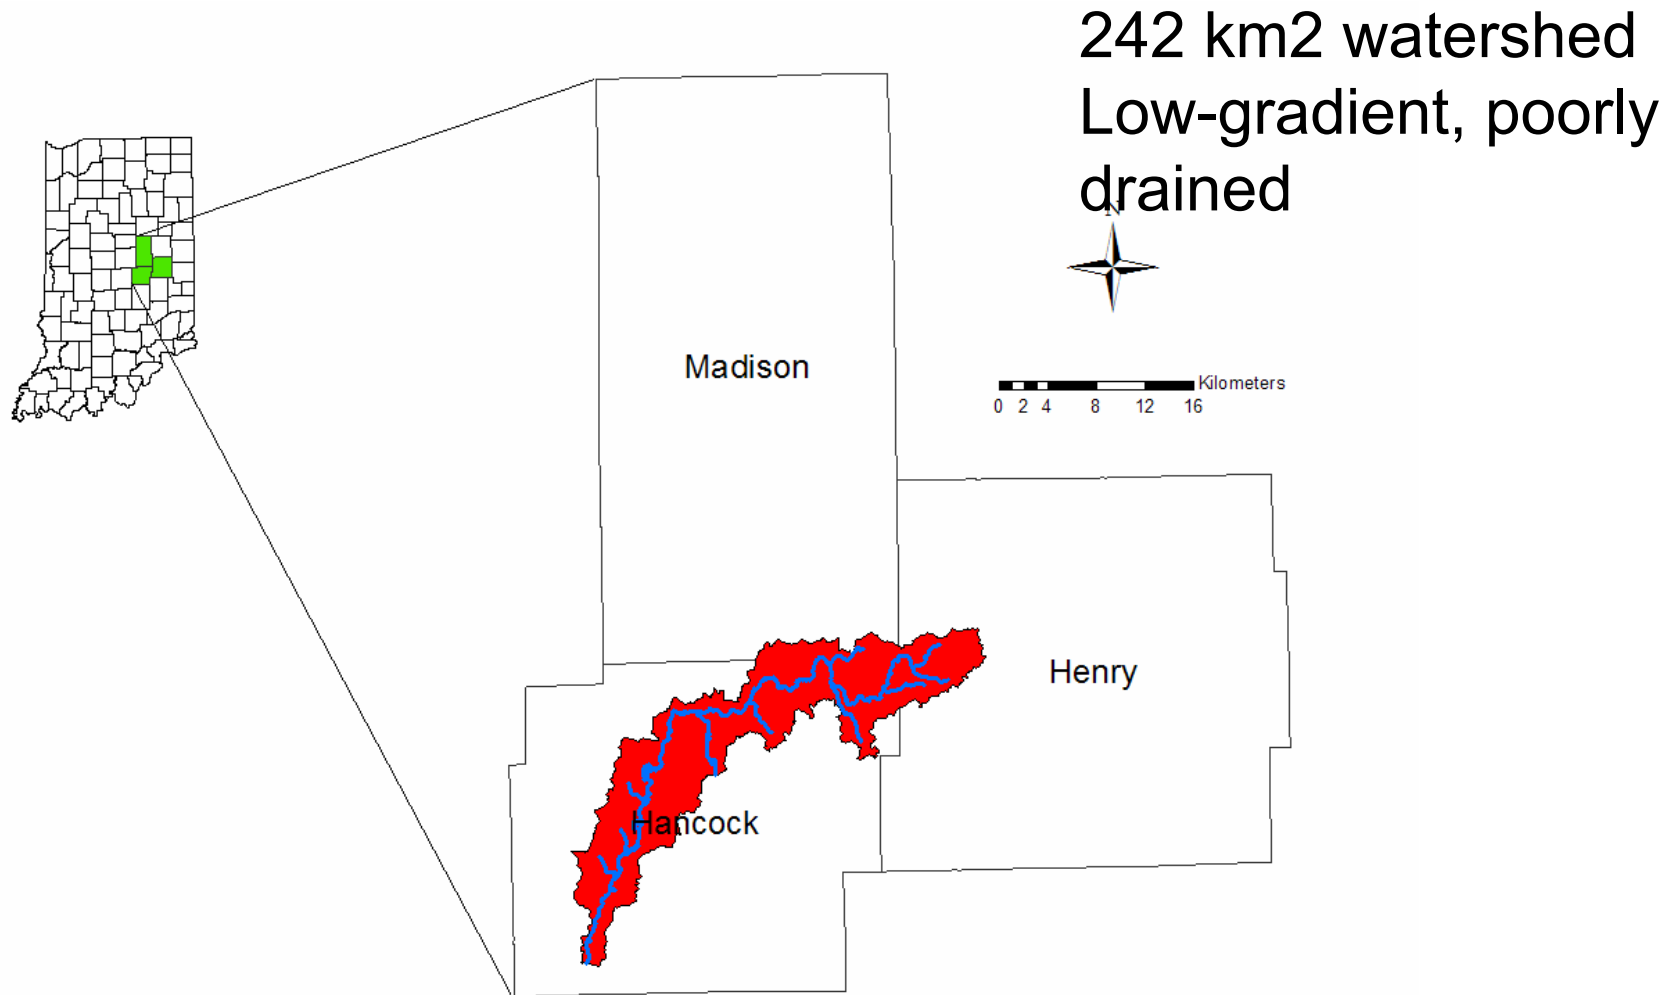 242 km2 watershed
Low-gradient, poorly
drained
N
Madison
Kilometers
0 2 4 8 12 16
Henry
Hancock